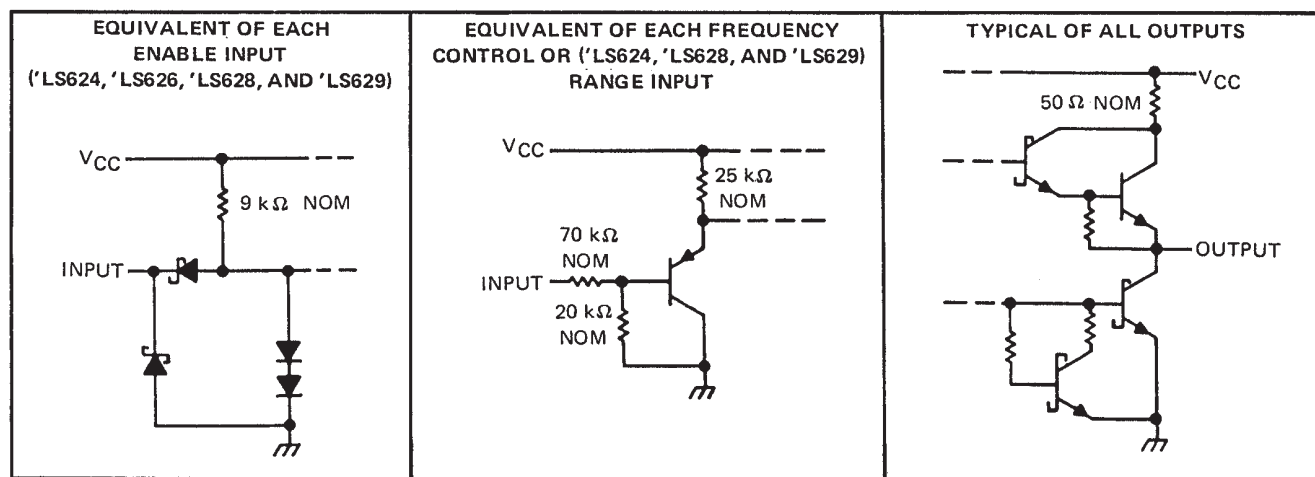 EQUIVALENT OF EACH
ENABLE INPUT
('LS624, 'LS626, 'LS628, AND 'LS629)
VCC
9 kΩ NOM
INPUT
EQUIVALENT OF EACH FREQUENCY
CONTROL OR ('LS624, 'LS628, AND 'LS629)
RANGE INPUT
VCC
25 kΩ
NOM
70 kΩ
NOM
INPUT
20 kΩ
NOM
TYPICAL OF ALL OUTPUTS
VCC
50 Ω NOM
OUTPUT